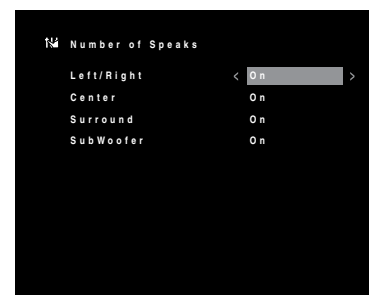 Number of Speaks
Left/Right < On >
Center On
Surround On
SubWoofer On